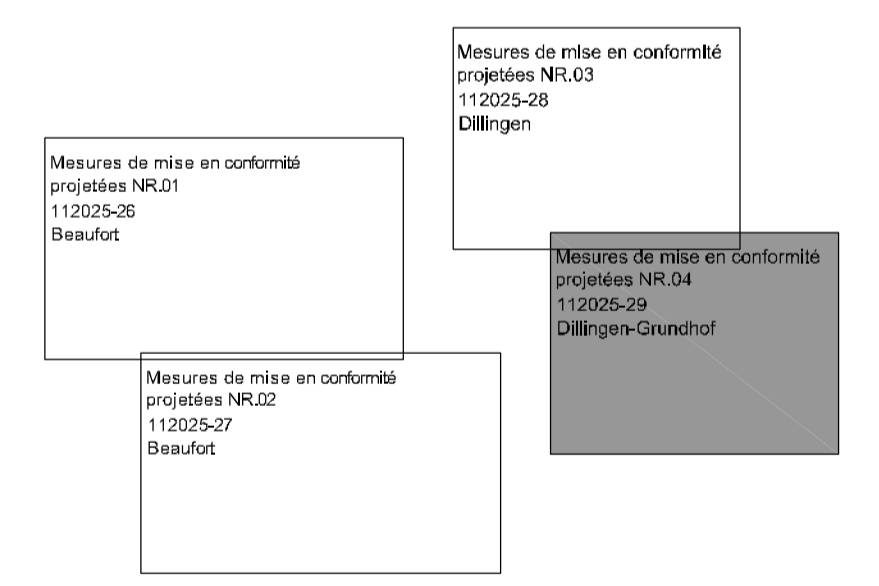 Mesures de mise en conformité
projetées NR.01
112025-26
Beaufort
Mesures de mise en conformité
projetées NR.02
112025-27
Beaufort
Mesures de mise en conformité
projetées NR.03
112025-28
Dillingen
Mesures de mise en conformité
projetées NR.04
112025-29
Dillingen-Grundhof